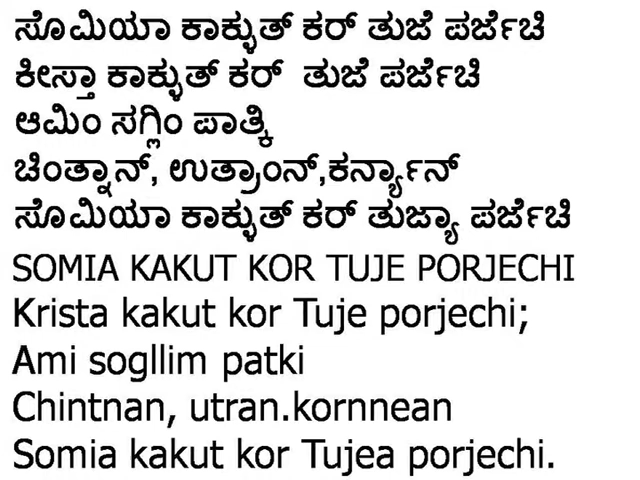 ಸೊಮಿಯಾ ಕಾಕ್ಳುತ್ ಕರ್ ತುಜೆ ಪರ್ಜೆಚಿ
ಕೀಸ್ತಾ ಕಾಕ್ಳುತ್ ಕರ್ ತುಜೆ ಪರ್ಜೆಚಿ
ಆಮಿಂ ಸಗ್ಲಿಂ ಪಾತ್ಕಿ
ಚಿಂತ್ನಾನ್, ಉತ್ರಾಂನ್,ಕರ್ನ್ಯಾನ್
ಸೊಮಿಯಾ ಕಾಕ್ಳುತ್ ಕರ್ ತುಜ್ಯಾ ಪರ್ಜೆಚಿ
SOMIA KAKUT KOR TUJE PORJECHI
Krista kakut kor Tuje porjechi;
Ami sogllim patki
Chintnan, utran.kornnean
Somia kakut kor Tujea porjechi.